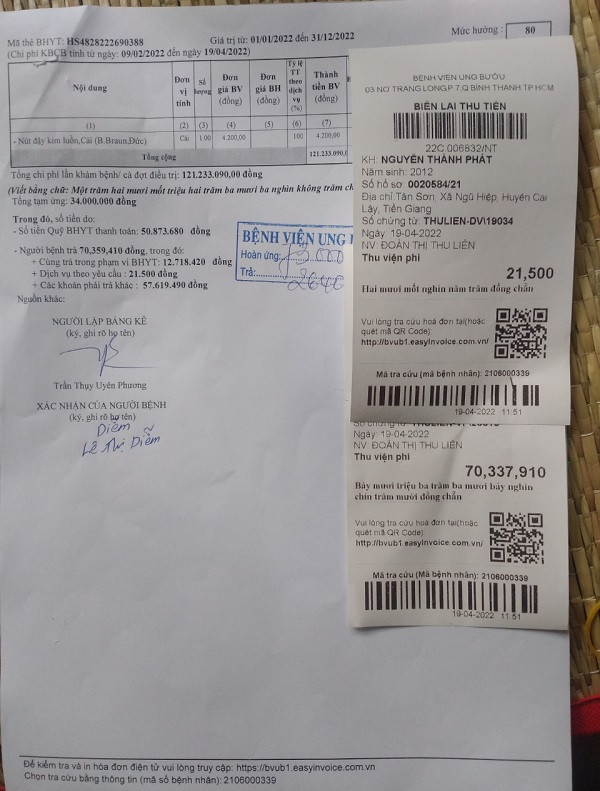 Mã thẻ BHYT: HS4828222690388 Giá trị từ: 01/01/2022 đến 31/12/2022 Mức hưởng : 80
(Chi phí KBCB tính từ ngày: 09/02/2022 đến ngày 19/04/2022)
Nội dung Đơn vị tính Số lượng Đơn giá BV (đồng) Đơn giá BH (đồng) Tỷ lệ TT theo dịch vụ (%) Thành tiền BV (đồng)
(1) (2) (3) (4) (5) (6) (7)
- Nút đậy kim luồn,Cái (B.Braun,Đức) Cái 1,00 4.200,00 100 4.200,00
Tổng cộng 121.233.090,0
Tổng chi phí lần khám bệnh/ cả đợt điều trị: 121.233.090,00 đồng
(Viết bằng chữ: Một trăm hai mươi mốt triệu hai trăm ba mươi ba nghìn không trăm ch
Tổng tạm ứng: 34.000.000 đồng
Trong đó, số tiền do:
- Số tiền Quỹ BHYT thanh toán: 50.873.680 đồng
- Người bệnh trả 70,359,410 đồng, trong đó:
+ Cùng trả trong phạm vi BHYT: 12.718.420 đồng
+ Dịch vụ theo yêu cầu : 21.500 đồng
+ Các khoản phải trả khác : 57.619.490 đồng
Nguồn khác:
BỆNH VIỆN UNG
Hoàn ứng:
Trả:
NGƯỜI LẬP BẢNG KÊ
(ký, ghi rõ họ tên)
Trần Thụy Uyên Phương
XÁC NHẬN CỦA NGƯỜI BỆNH
(ký, ghi rõ họ tên)
Diễm
Lê Thị Diễm
BỆNH VIỆN UNG BƯỚU
03 NƠ TRANG LONG,P 7,Q BÌNH THẠNH TP HCM
BIÊN LAI THU TIỀN
22C 006832/NT
KH: NGUYỄN THÀNH PHÁT
Năm sinh: 2012
Số hồ sơ: 0020584/21
Địa chỉ: Tân Sơn, Xã Ngũ Hiệp, Huyện Cai
Lậy, Tiền Giang
Số chứng từ: THULIEN-DV\19034
Ngày : 19-04-2022
NV: ĐOÀN THỊ THU LIÊN
Thu viện phí
21,500
Hai mươi mốt nghìn năm trăm đồng chẵn
Vui lòng tra cứu hoá đơn tại(hoặc
quét mã QR Code):
http://bvub1.easyinvoice.vn/
Mã tra cứu (mã bệnh nhân): 2106000339
19-04-2022 11:51
Ngày: 19-04-2022
NV: ĐOÀN THỊ THU LIÊN
Thu viện phí
70,337,910
Bảy mươi triệu ba trăm ba mươi bảy nghìn
chín trăm mười đồng chẵn
Vui lòng tra cứu hoá đơn tại(hoặc
quét mã QR Code):
http://bvub1.easyinvoice.vn/
Mã tra cứu (Mã bệnh nhân): 2106000339
19-04-2022 11:51
Để kiểm tra và in hóa đơn điện tử vui lòng truy cập: https://bvub1.easyinvoice.com.vn
Chọn tra cứu bằng thông tin (mã số bệnh nhân): 2106000339